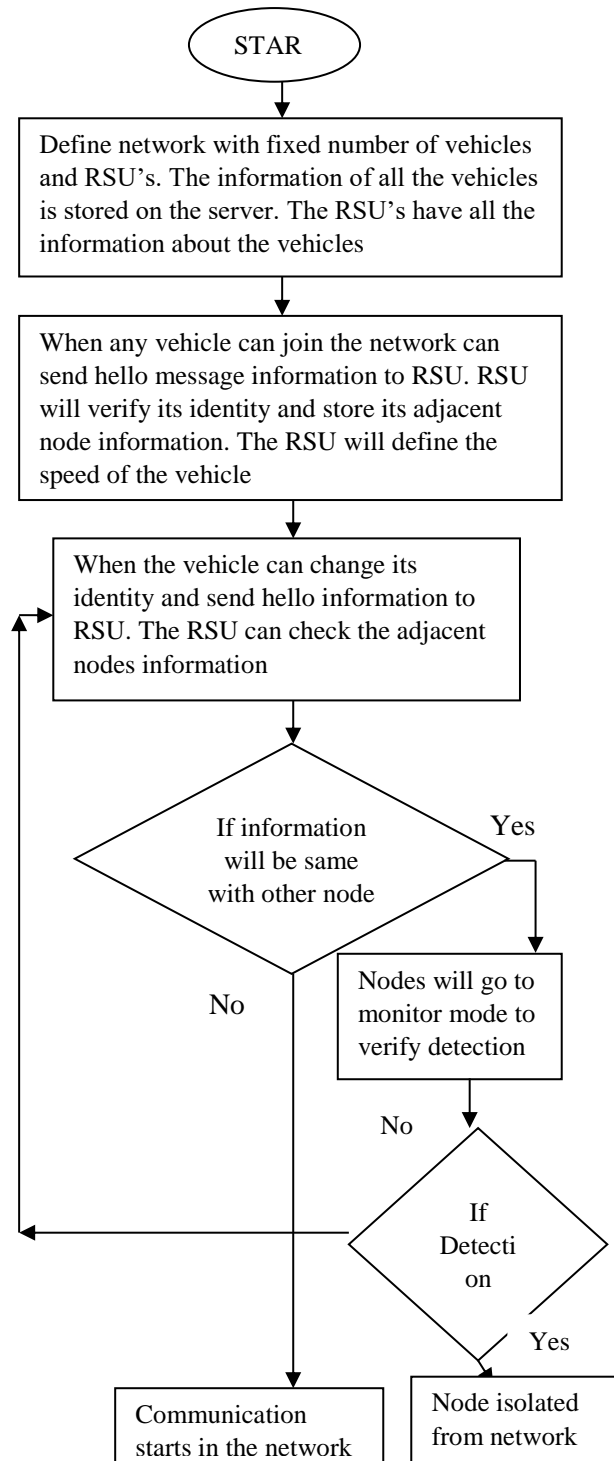 STAR
Define network with fixed number of vehicles
and RSU’s. The information of all the vehicles
is stored on the server. The RSU’s have all the
information about the vehicles
When any vehicle can join the network can
send hello message information to RSU. RSU
will verify its identity and store its adjacent
node information. The RSU will define the
speed of the vehicle
When the vehicle can change its
identity and send hello information to
RSU. The RSU can check the adjacent
nodes information
If information
will be same
with other node
Yes
No
Nodes will go to
monitor mode to
verify detection
No
If
Detecti
on
Yes
Communication
starts in the network
Node isolated
from network